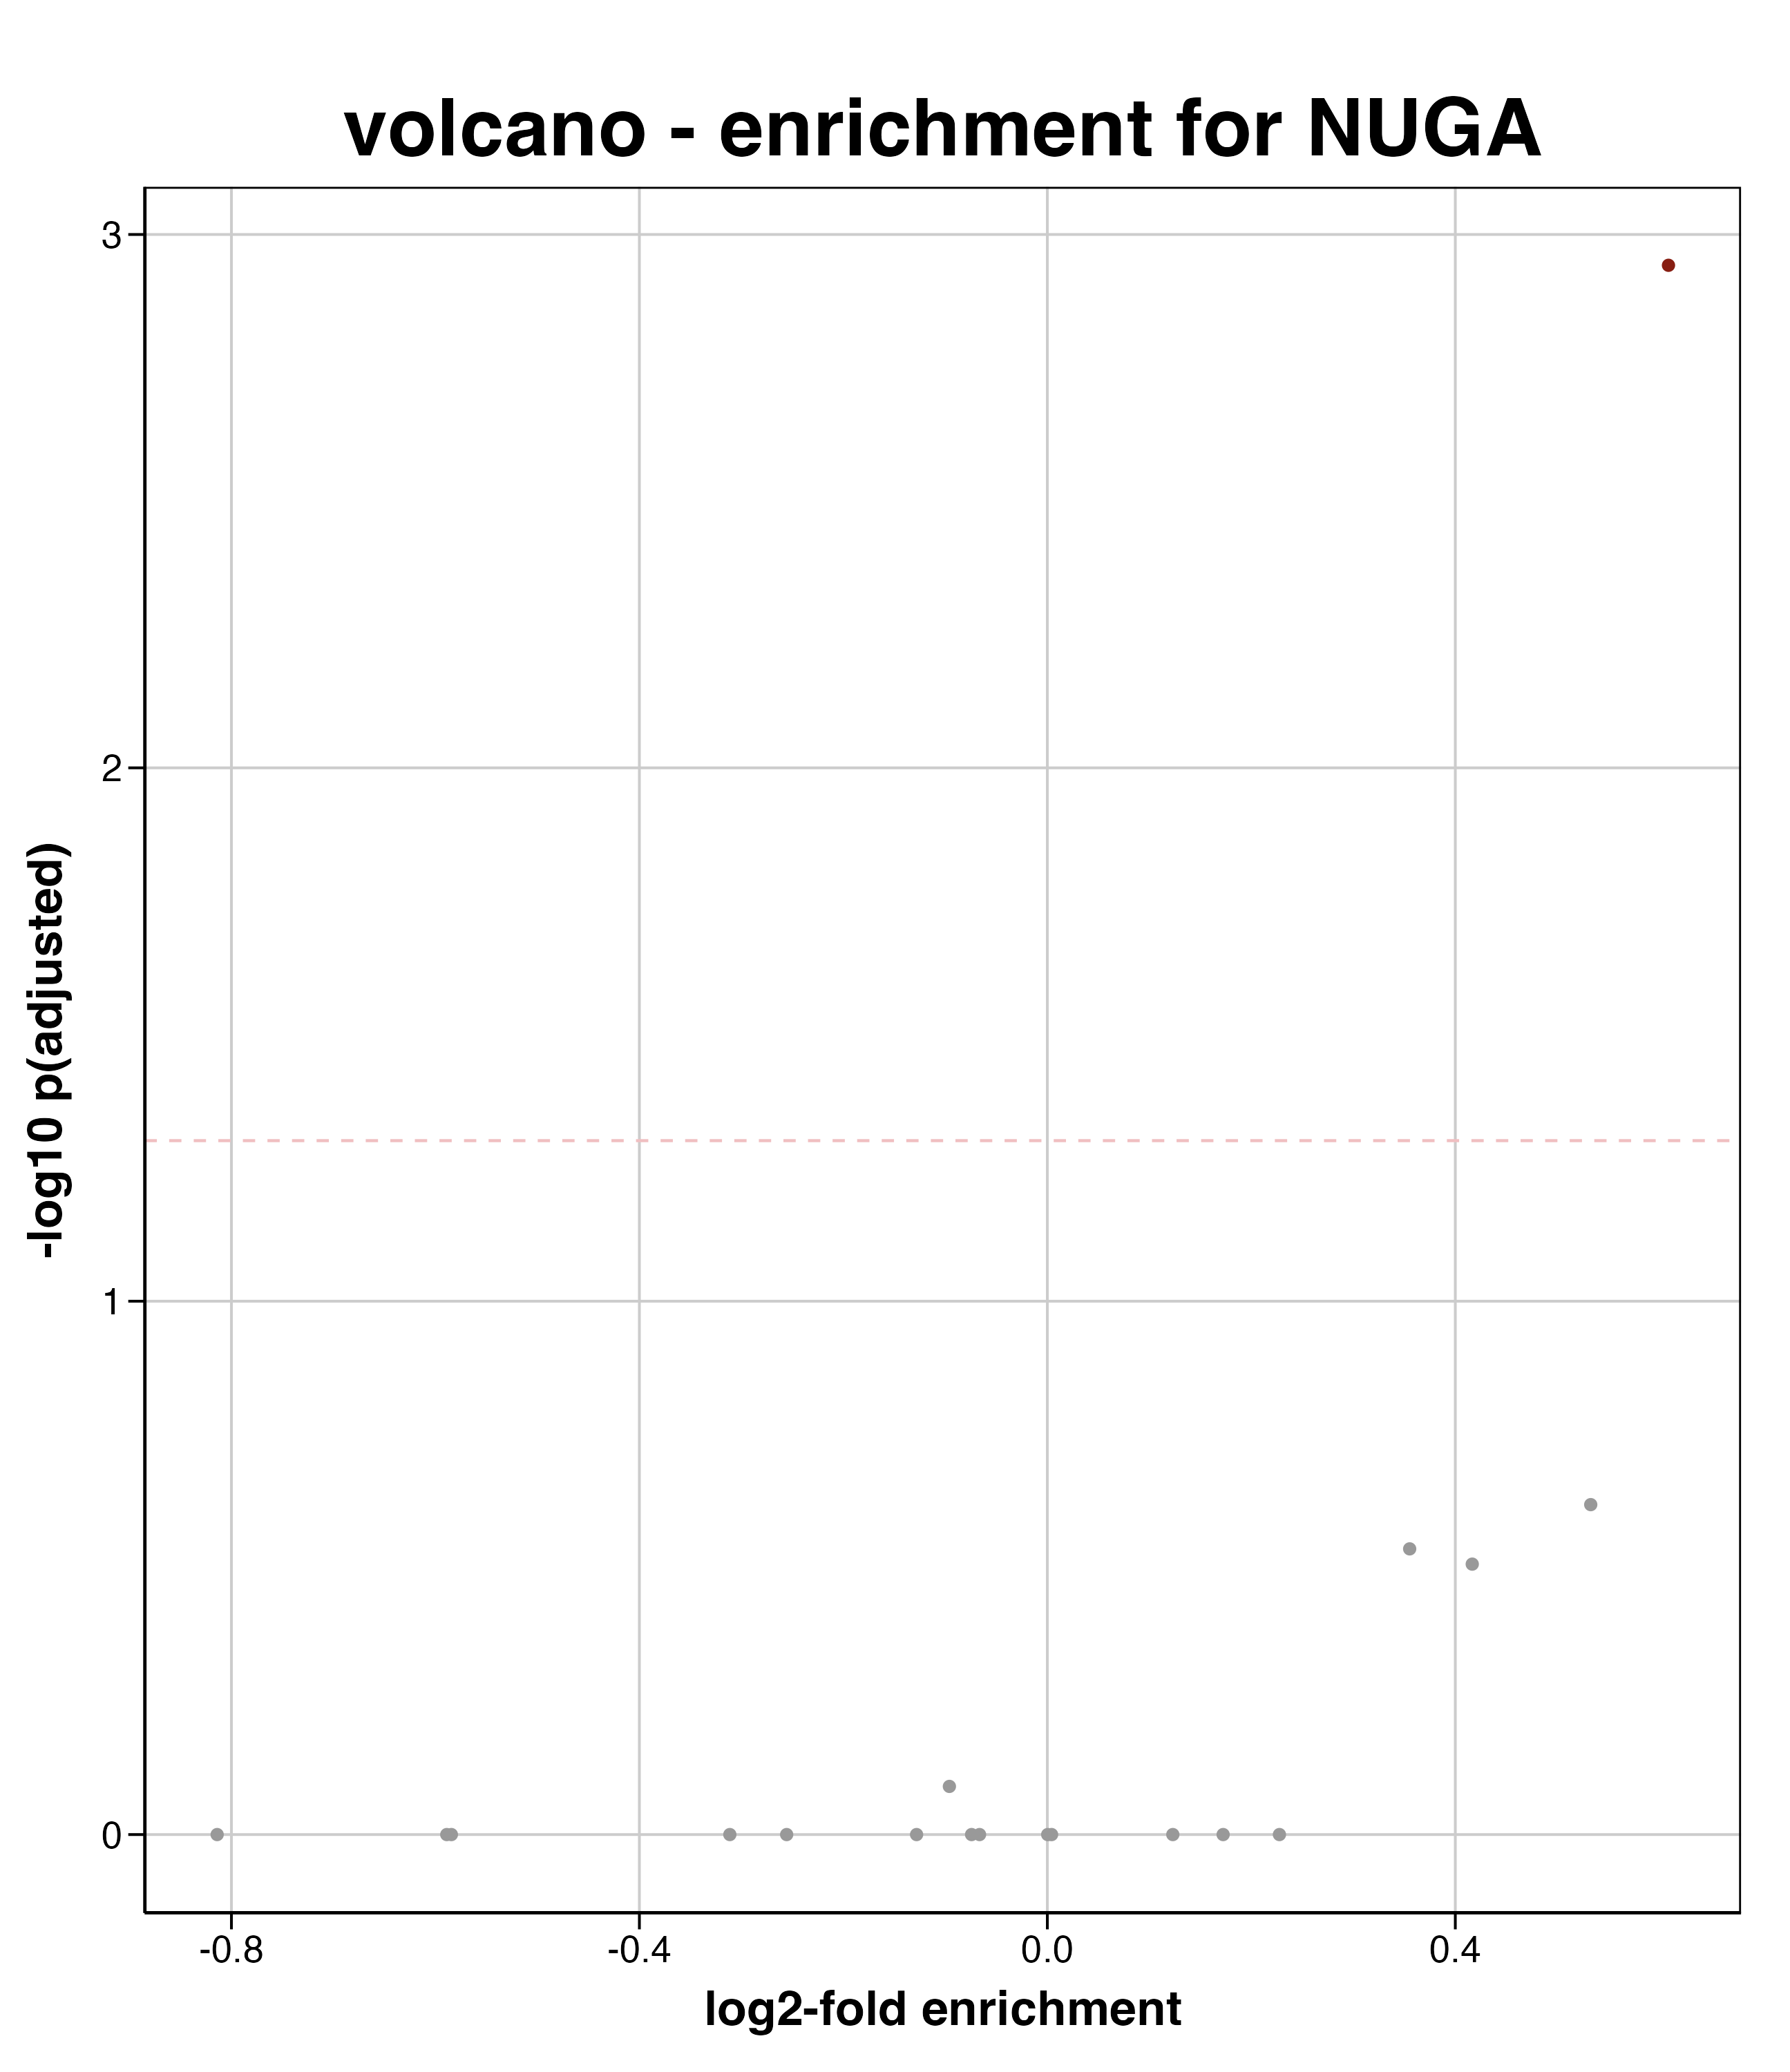 volcano - enrichment for NUGA
3
2
1
0
-log10 p(adjusted)
-0.8
-0.4
0.0
0.4
log2-fold enrichment